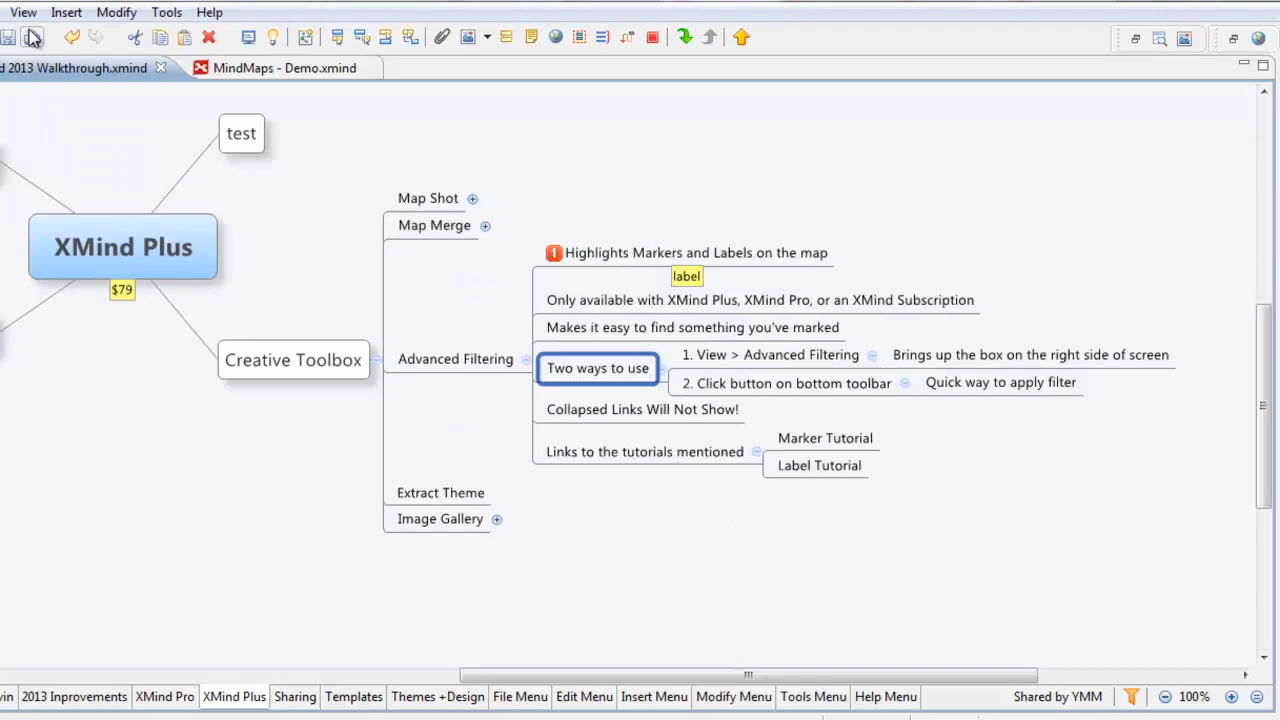 View Insert Modify Tools Help
d 2013 Walkthrough.xmind MindMaps - Demo.xmind
test
XMind Plus
$79
Creative Toolbox
Map Shot
Map Merge
Advanced Filtering
1 Highlights Markers and Labels on the map
label
Only available with XMind Plus, XMind Pro, or an XMind Subscription
Makes it easy to find something you've marked
Two ways to use
1. View > Advanced Filtering
Brings up the box on the right side of screen
2. Click button on bottom toolbar
Quick way to apply filter
Collapsed Links Will Not Show!
Links to the tutorials mentioned
Marker Tutorial
Label Tutorial
Extract Theme
Image Gallery
vin 2013 Inprovements XMind Pro XMind Plus Sharing Templates Themes +Design File Menu Edit Menu Insert Menu Modify Menu Tools Menu Help Menu Shared by YMM 100%